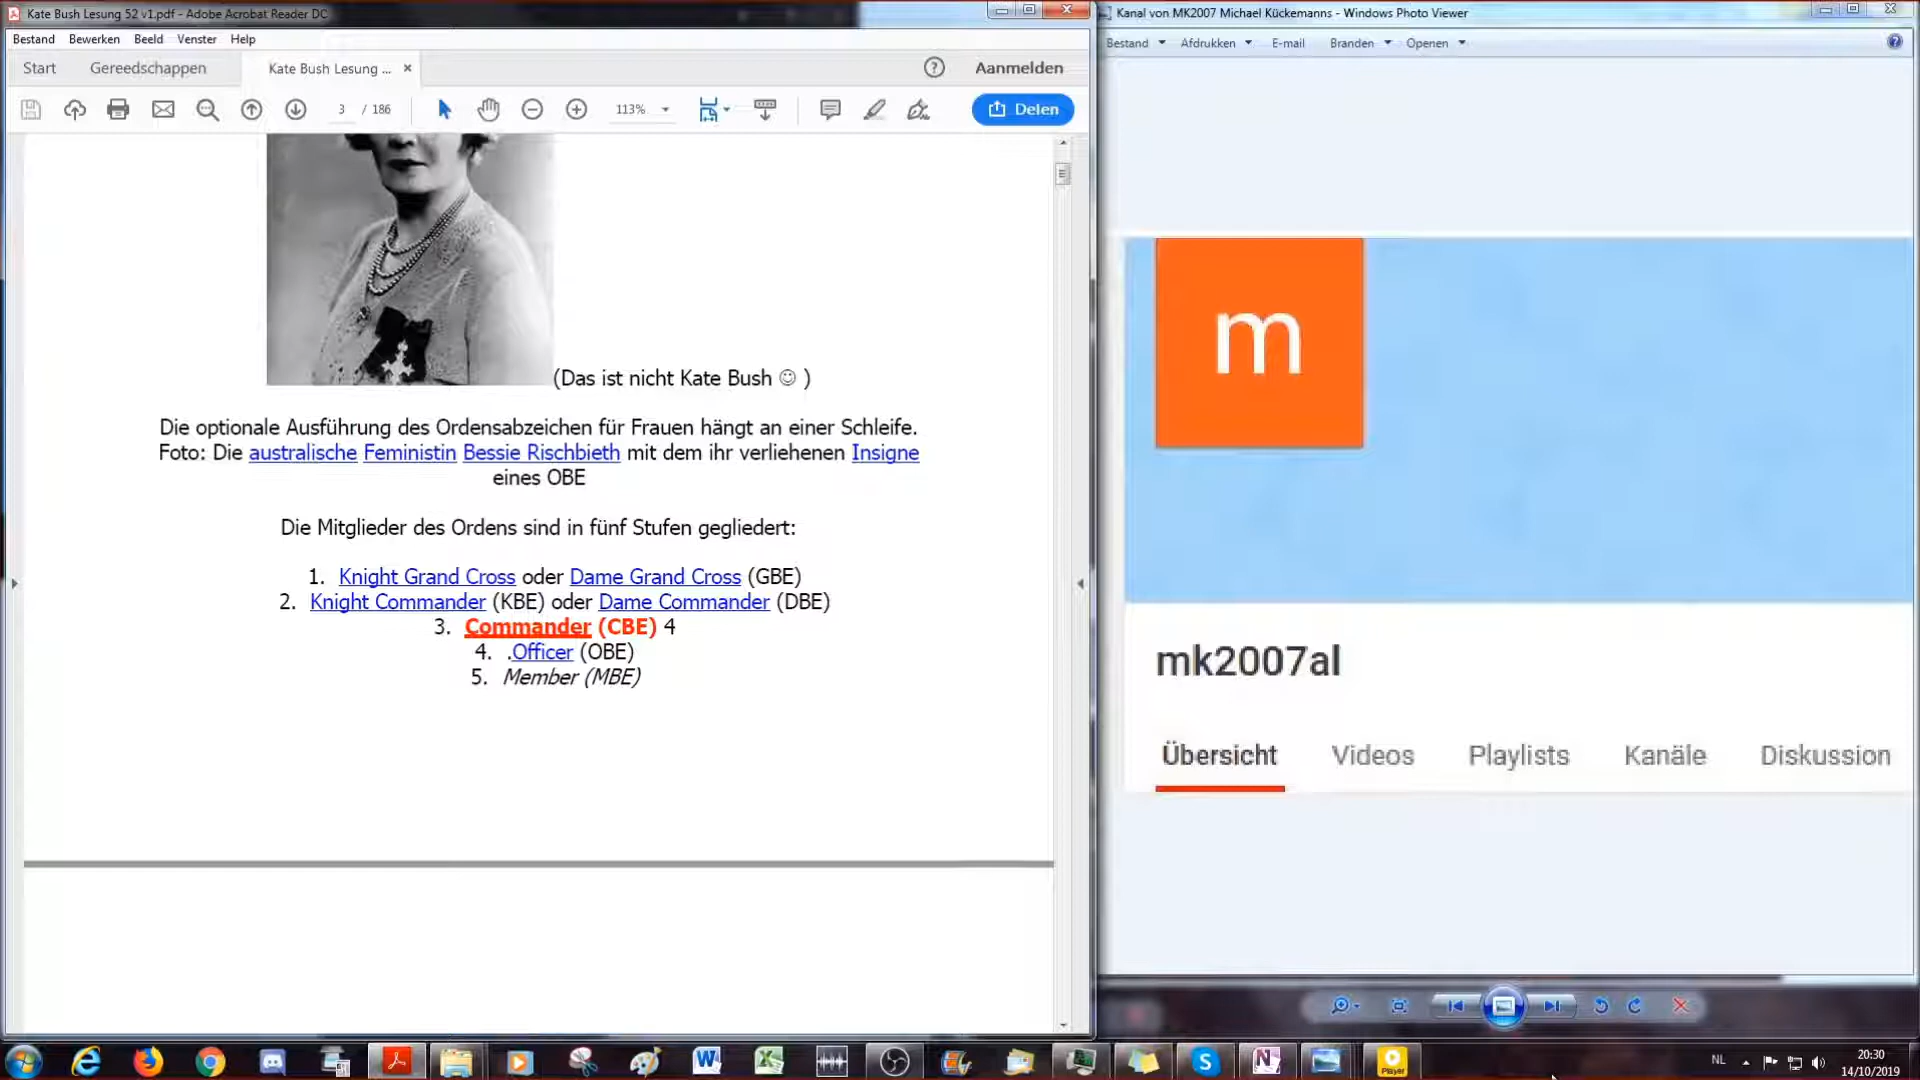 Kate Bush Lesung 52 v1.pdf - Adobe Acrobat Reader DC
Bestand Bewerken Beeld Venster Help
Start Gereedschappen Kate Bush Lesung ... × Aanmelden
3 / 186 113% Delen
(Das ist nicht Kate Bush ☺ )
Die optionale Ausführung des Ordensabzeichen für Frauen hängt an einer Schleife.
Foto: Die australische Feministin Bessie Rischbieth mit dem ihr verliehenen Insigne
eines OBE
Die Mitglieder des Ordens sind in fünf Stufen gegliedert:
1. Knight Grand Cross oder Dame Grand Cross (GBE)
2. Knight Commander (KBE) oder Dame Commander (DBE)
3. Commander (CBE) 4
4. .Officer (OBE)
5. Member (MBE)
Kanal von MK2007 Michael Kückemanns - Windows Photo Viewer
Bestand Afdrukken E-mail Branden Openen
m
mk2007al
Übersicht Videos Playlists Kanäle Diskussion
Player
NL
20:30
14/10/2019